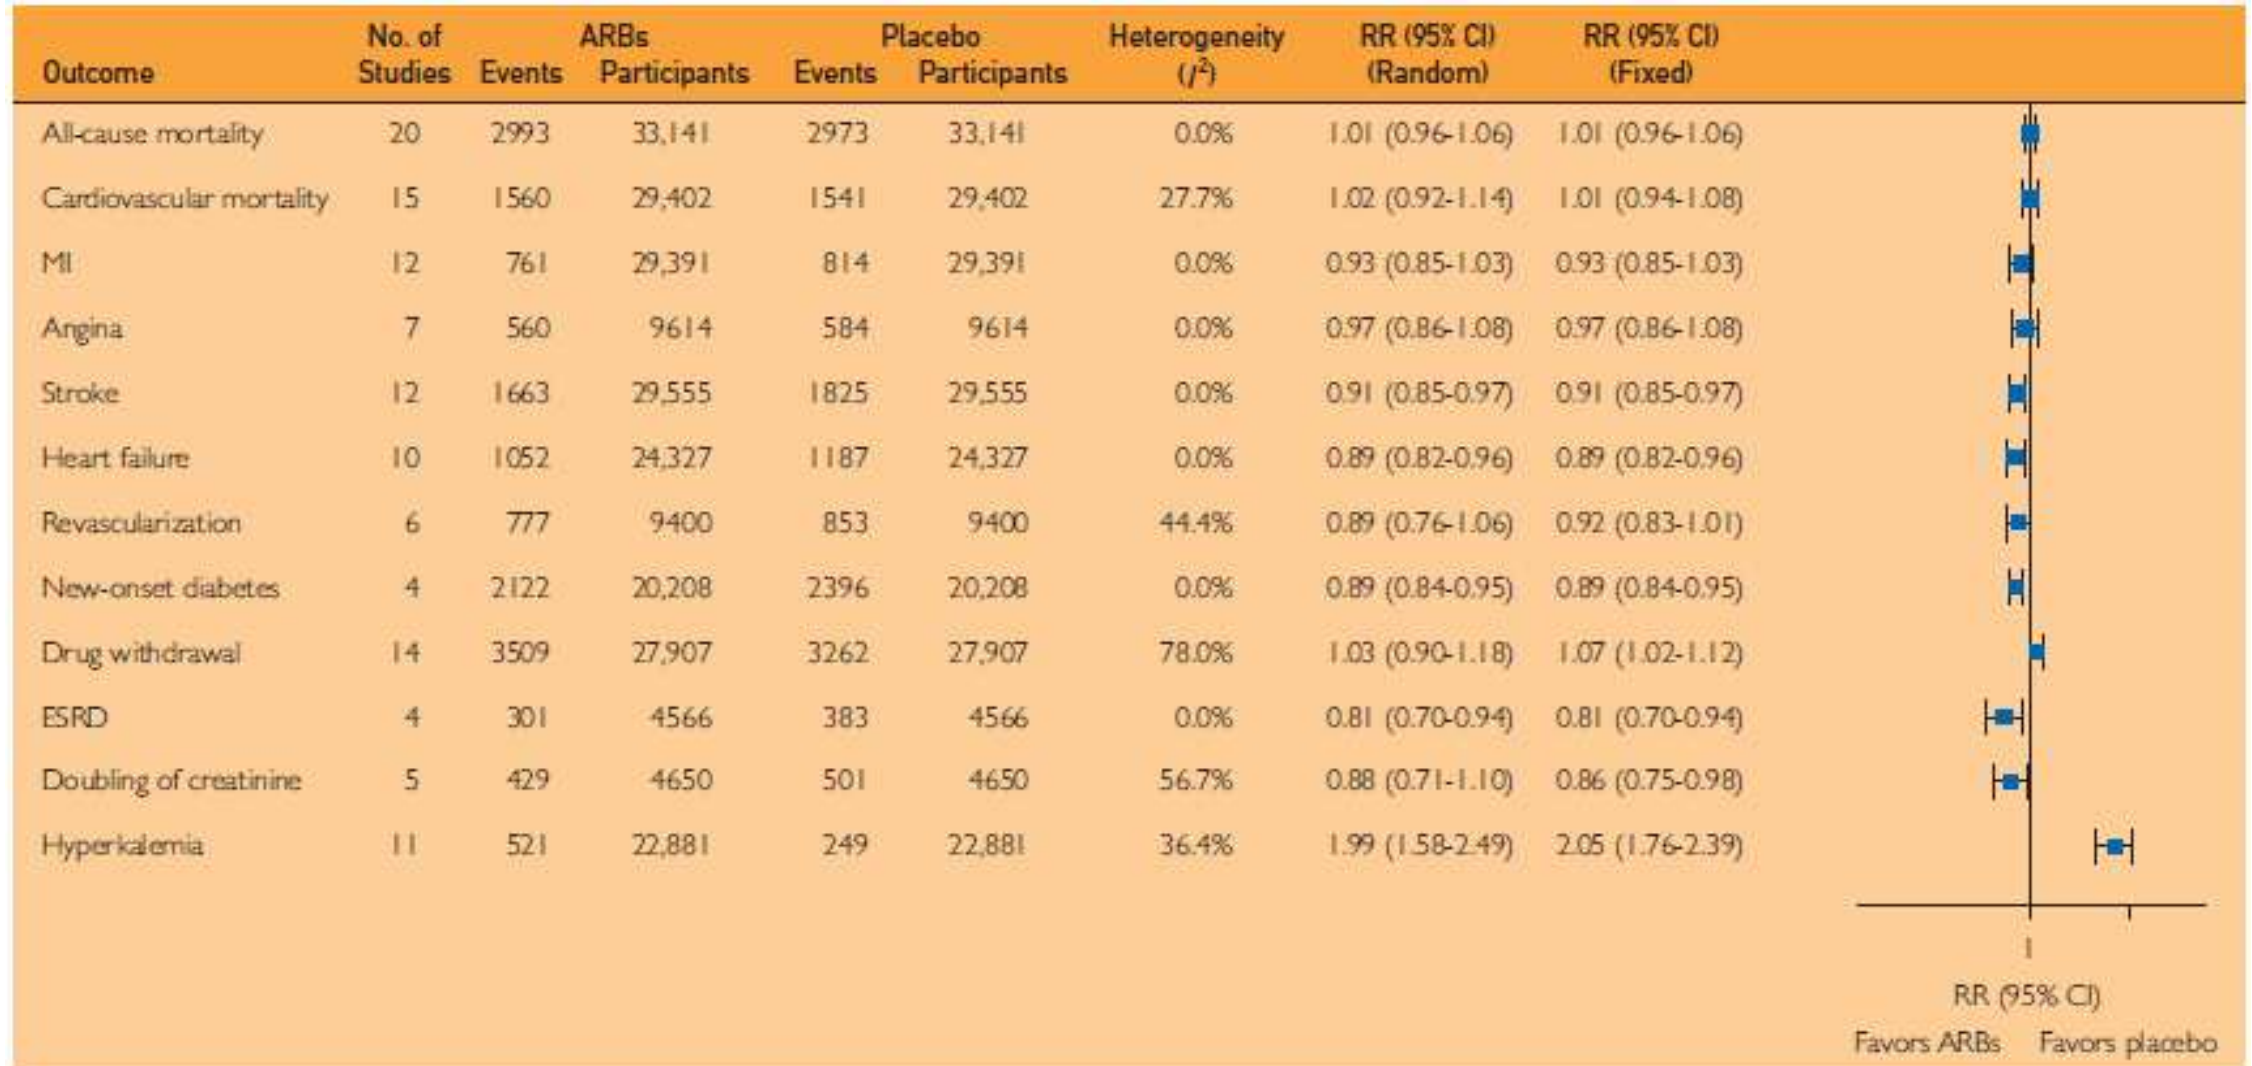 No. of ARBs Placebo Heterogeneity RR (95% CI) RR (95% CI)
Outcome Studies Events Participants Events Participants (I²) (Random) (Fixed)
All-cause mortality 20 2993 33,141 2973 33,141 0.0% 1.01 (0.96-1.06) 1.01 (0.96-1.06)
Cardiovascular mortality 15 1560 29,402 1541 29,402 27.7% 1.02 (0.92-1.14) 1.01 (0.94-1.08)
MI 12 761 29,391 814 29,391 0.0% 0.93 (0.85-1.03) 0.93 (0.85-1.03)
Angina 7 560 9614 584 9614 0.0% 0.97 (0.86-1.08) 0.97 (0.86-1.08)
Stroke 12 1663 29,555 1825 29,555 0.0% 0.91 (0.85-0.97) 0.91 (0.85-0.97)
Heart failure 10 1052 24,327 1187 24,327 0.0% 0.89 (0.82-0.96) 0.89 (0.82-0.96)
Revascularization 6 777 9400 853 9400 44.4% 0.89 (0.76-1.06) 0.92 (0.83-1.01)
New-onset diabetes 4 2122 20,208 2396 20,208 0.0% 0.89 (0.84-0.95) 0.89 (0.84-0.95)
Drug withdrawal 14 3509 27,907 3262 27,907 78.0% 1.03 (0.90-1.18) 1.07 (1.02-1.12)
ESRD 4 301 4566 383 4566 0.0% 0.81 (0.70-0.94) 0.81 (0.70-0.94)
Doubling of creatinine 5 429 4650 501 4650 56.7% 0.88 (0.71-1.10) 0.86 (0.75-0.98)
Hyperkalemia 11 521 22,881 249 22,881 36.4% 1.99 (1.58-2.49) 2.05 (1.76-2.39)
1
RR (95% CI)
Favors ARBs Favors placebo